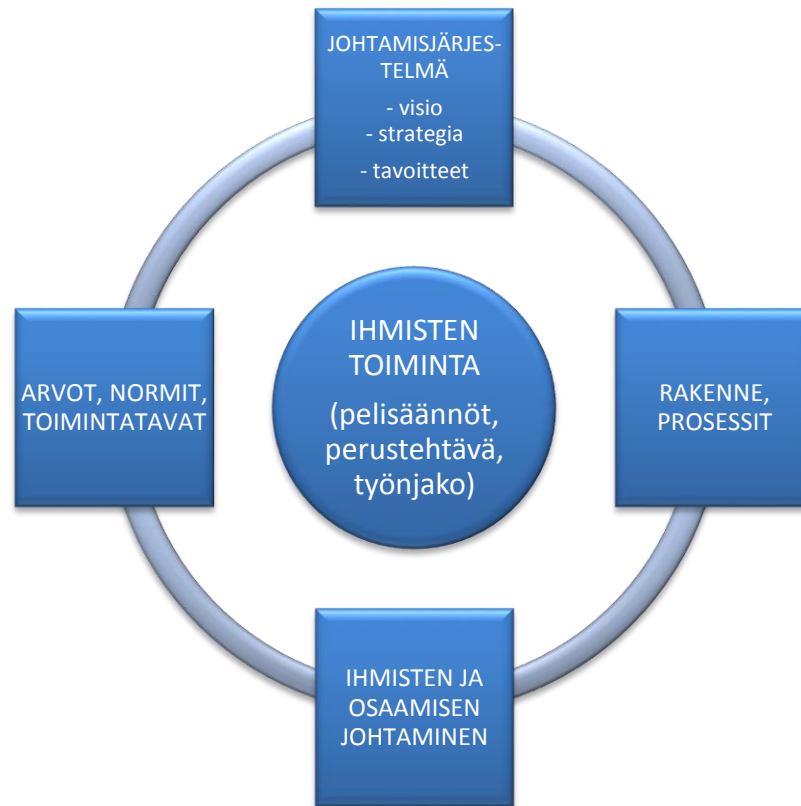 JOHTAMISJÄRJES-
TELMÄ
- visio
- strategia
- tavoitteet
ARVOT, NORMIT,
TOIMINTATAVAT
IHMISTEN
TOIMINTA
(pelisäännöt,
perustehtävä,
työnjako)
RAKENNE,
PROSESSIT
IHMISTEN JA
OSAAMISEN
JOHTAMINEN